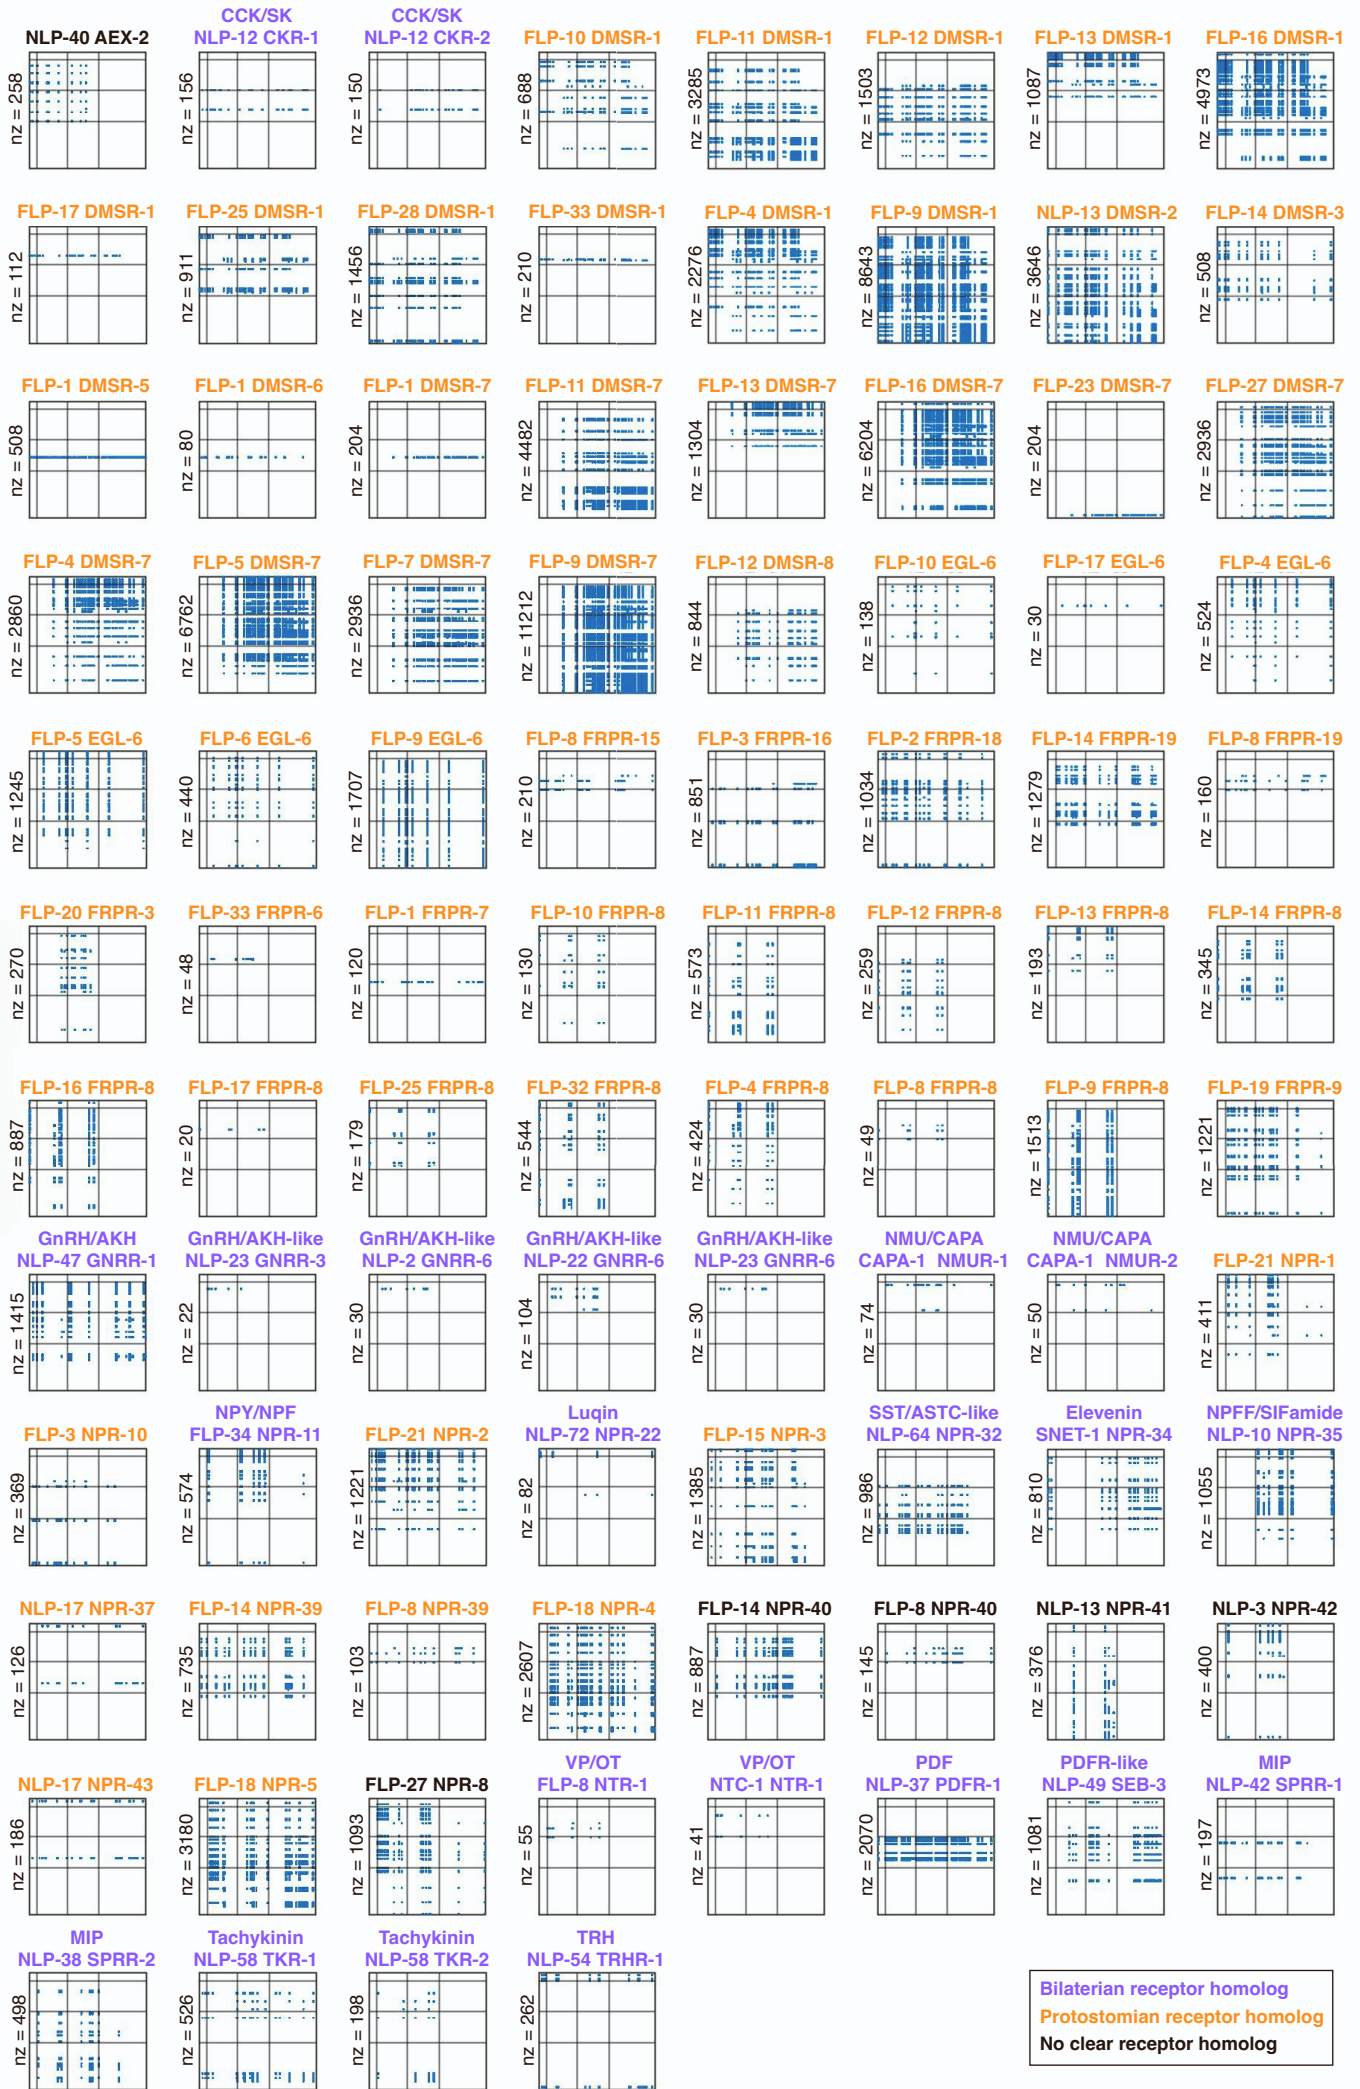 CCK/SK CCK/SK
NLP-40 AEX-2 NLP-12 CKR-1 NLP-12 CKR-2 FLP-10 DMSR-1 FLP-11 DMSR-1 FLP-12 DMSR-1 FLP-13 DMSR-1 FLP-16 DMSR-1
nz = 258 nz = 156 nz = 150 nz = 688 nz = 3285 nz = 1503 nz = 1087 nz = 4973
FLP-17 DMSR-1 FLP-25 DMSR-1 FLP-28 DMSR-1 FLP-33 DMSR-1 FLP-4 DMSR-1 FLP-9 DMSR-1 NLP-13 DMSR-2 FLP-14 DMSR-3
nz = 112 nz = 911 nz = 1456 nz = 210 nz = 2276 nz = 8643 nz = 3646 nz = 508
FLP-1 DMSR-5 FLP-1 DMSR-6 FLP-1 DMSR-7 FLP-11 DMSR-7 FLP-13 DMSR-7 FLP-16 DMSR-7 FLP-23 DMSR-7 FLP-27 DMSR-7
nz = 508 nz = 80 nz = 204 nz = 4482 nz = 1304 nz = 6204 nz = 204 nz = 2936
FLP-4 DMSR-7 FLP-5 DMSR-7 FLP-7 DMSR-7 FLP-9 DMSR-7 FLP-12 DMSR-8 FLP-10 EGL-6 FLP-17 EGL-6 FLP-4 EGL-6
nz = 2860 nz = 6762 nz = 2936 nz = 11212 nz = 844 nz = 138 nz = 30 nz = 524
FLP-5 EGL-6 FLP-6 EGL-6 FLP-9 EGL-6 FLP-8 FRPR-15 FLP-3 FRPR-16 FLP-2 FRPR-18 FLP-14 FRPR-19 FLP-8 FRPR-19
nz = 1245 nz = 440 nz = 1707 nz = 210 nz = 851 nz = 1034 nz = 1279 nz = 160
FLP-20 FRPR-3 FLP-33 FRPR-6 FLP-1 FRPR-7 FLP-10 FRPR-8 FLP-11 FRPR-8 FLP-12 FRPR-8 FLP-13 FRPR-8 FLP-14 FRPR-8
nz = 270 nz = 48 nz = 120 nz = 130 nz = 573 nz = 259 nz = 193 nz = 345
FLP-16 FRPR-8 FLP-17 FRPR-8 FLP-25 FRPR-8 FLP-32 FRPR-8 FLP-4 FRPR-8 FLP-8 FRPR-8 FLP-9 FRPR-8 FLP-19 FRPR-9
nz = 887 nz = 20 nz = 179 nz = 544 nz = 424 nz = 49 nz = 1513 nz = 1221
GnRH/AKH GnRH/AKH-like GnRH/AKH-like GnRH/AKH-like GnRH/AKH-like NMU/CAPA NMU/CAPA
NLP-47 GNRR-1 NLP-23 GNRR-3 NLP-2 GNRR-6 NLP-22 GNRR-6 NLP-23 GNRR-6 CAPA-1 NMUR-1 CAPA-1 NMUR-2 FLP-21 NPR-1
nz = 1415 nz = 22 nz = 30 nz = 104 nz = 30 nz = 74 nz = 50 nz = 411
NPY/NPF Luqin SST/ASTC-like Elevenin NPFF/SIFamide
FLP-3 NPR-10 FLP-34 NPR-11 FLP-21 NPR-2 NLP-72 NPR-22 FLP-15 NPR-3 NLP-64 NPR-32 SNET-1 NPR-34 NLP-10 NPR-35
nz = 369 nz = 574 nz = 1221 nz = 82 nz = 1385 nz = 986 nz = 810 nz = 1055
NLP-17 NPR-37 FLP-14 NPR-39 FLP-8 NPR-39 FLP-18 NPR-4 FLP-14 NPR-40 FLP-8 NPR-40 NLP-13 NPR-41 NLP-3 NPR-42
nz = 126 nz = 735 nz = 103 nz = 2607 nz = 887 nz = 145 nz = 376 nz = 400
VP/OT VP/OT PDF PDFR-like MIP
NLP-17 NPR-43 FLP-18 NPR-5 FLP-27 NPR-8 FLP-8 NTR-1 NTC-1 NTR-1 NLP-37 PDFR-1 NLP-49 SEB-3 NLP-42 SPRR-1
nz = 186 nz = 3180 nz = 1093 nz = 55 nz = 41 nz = 2070 nz = 1081 nz = 197
MIP Tachykinin Tachykinin TRH
NLP-38 SPRR-2 NLP-58 TKR-1 NLP-58 TKR-2 NLP-54 TRHR-1
nz = 498 nz = 526 nz = 198 nz = 262
Bilaterian receptor homolog
Protostomian receptor homolog
No clear receptor homolog